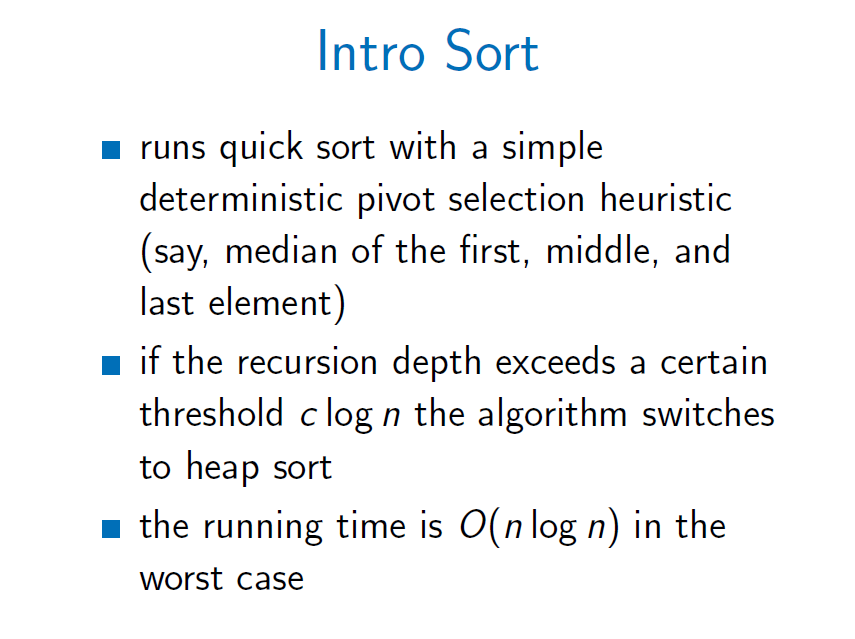 Intro Sort
runs quick sort with a simple
deterministic pivot selection heuristic
(say, median of the first, middle, and
last element)
if the recursion depth exceeds a certain
threshold c log n the algorithm switches
to heap sort
the running time is O(n log n) in the
worst case